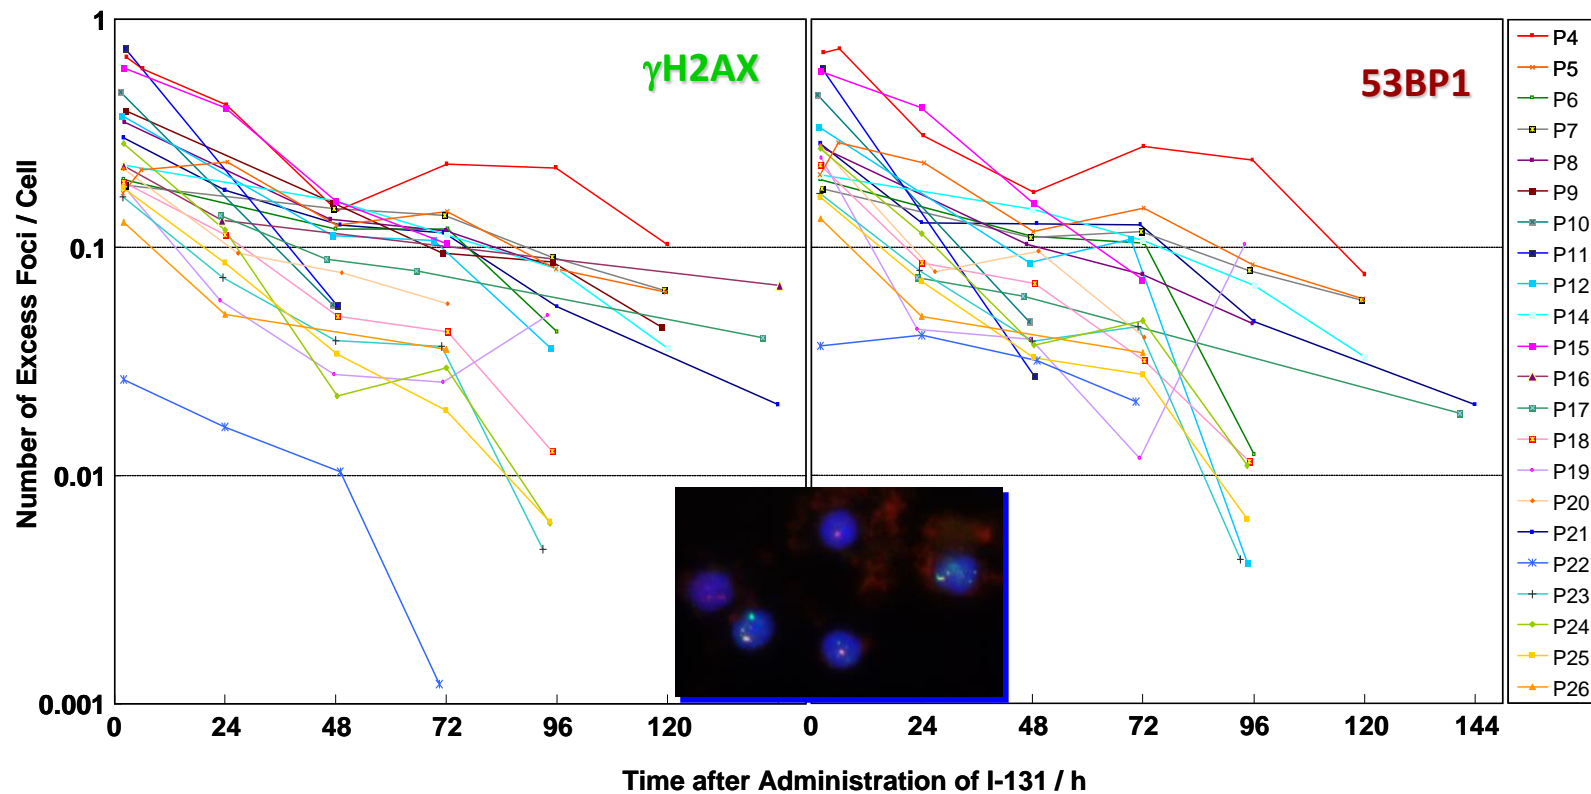 1
0.1
0.01
0.001
Number of Excess Foci / Cell
γH2AX
53BP1
0 24 48 72 96 120
0 24 48 72 96 120 144
Time after Administration of I-131 / h
P4
P5
P6
P7
P8
P9
P10
P11
P12
P14
P15
P16
P17
P18
P19
P20
P21
P22
P23
P24
P25
P26